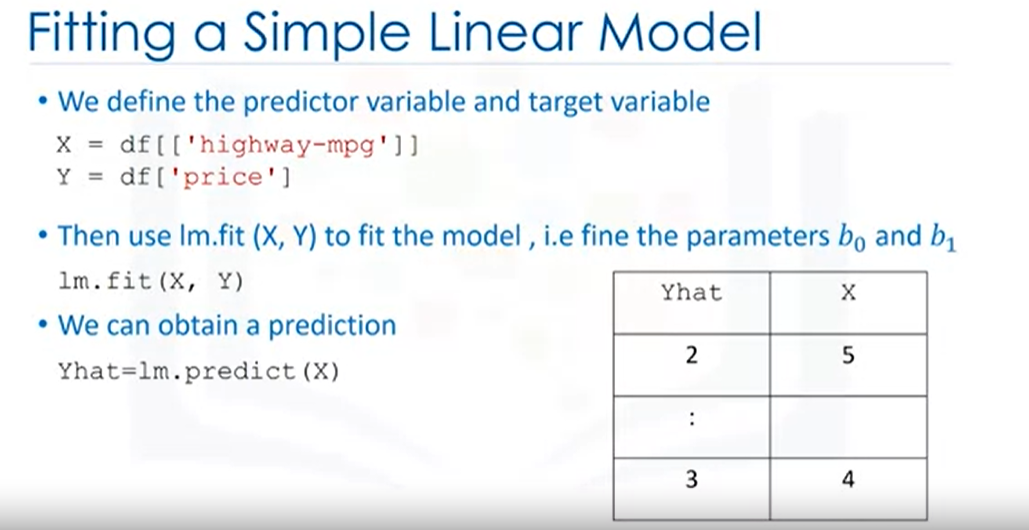 Fitting a Simple Linear Model
• We define the predictor variable and target variable
X = df[['highway-mpg']]
Y = df['price']
• Then use lm.fit (X, Y) to fit the model , i.e fine the parameters b₀ and b₁
lm.fit(X, Y)
• We can obtain a prediction
Yhat=lm.predict(X)
Yhat X
2 5
:
3 4